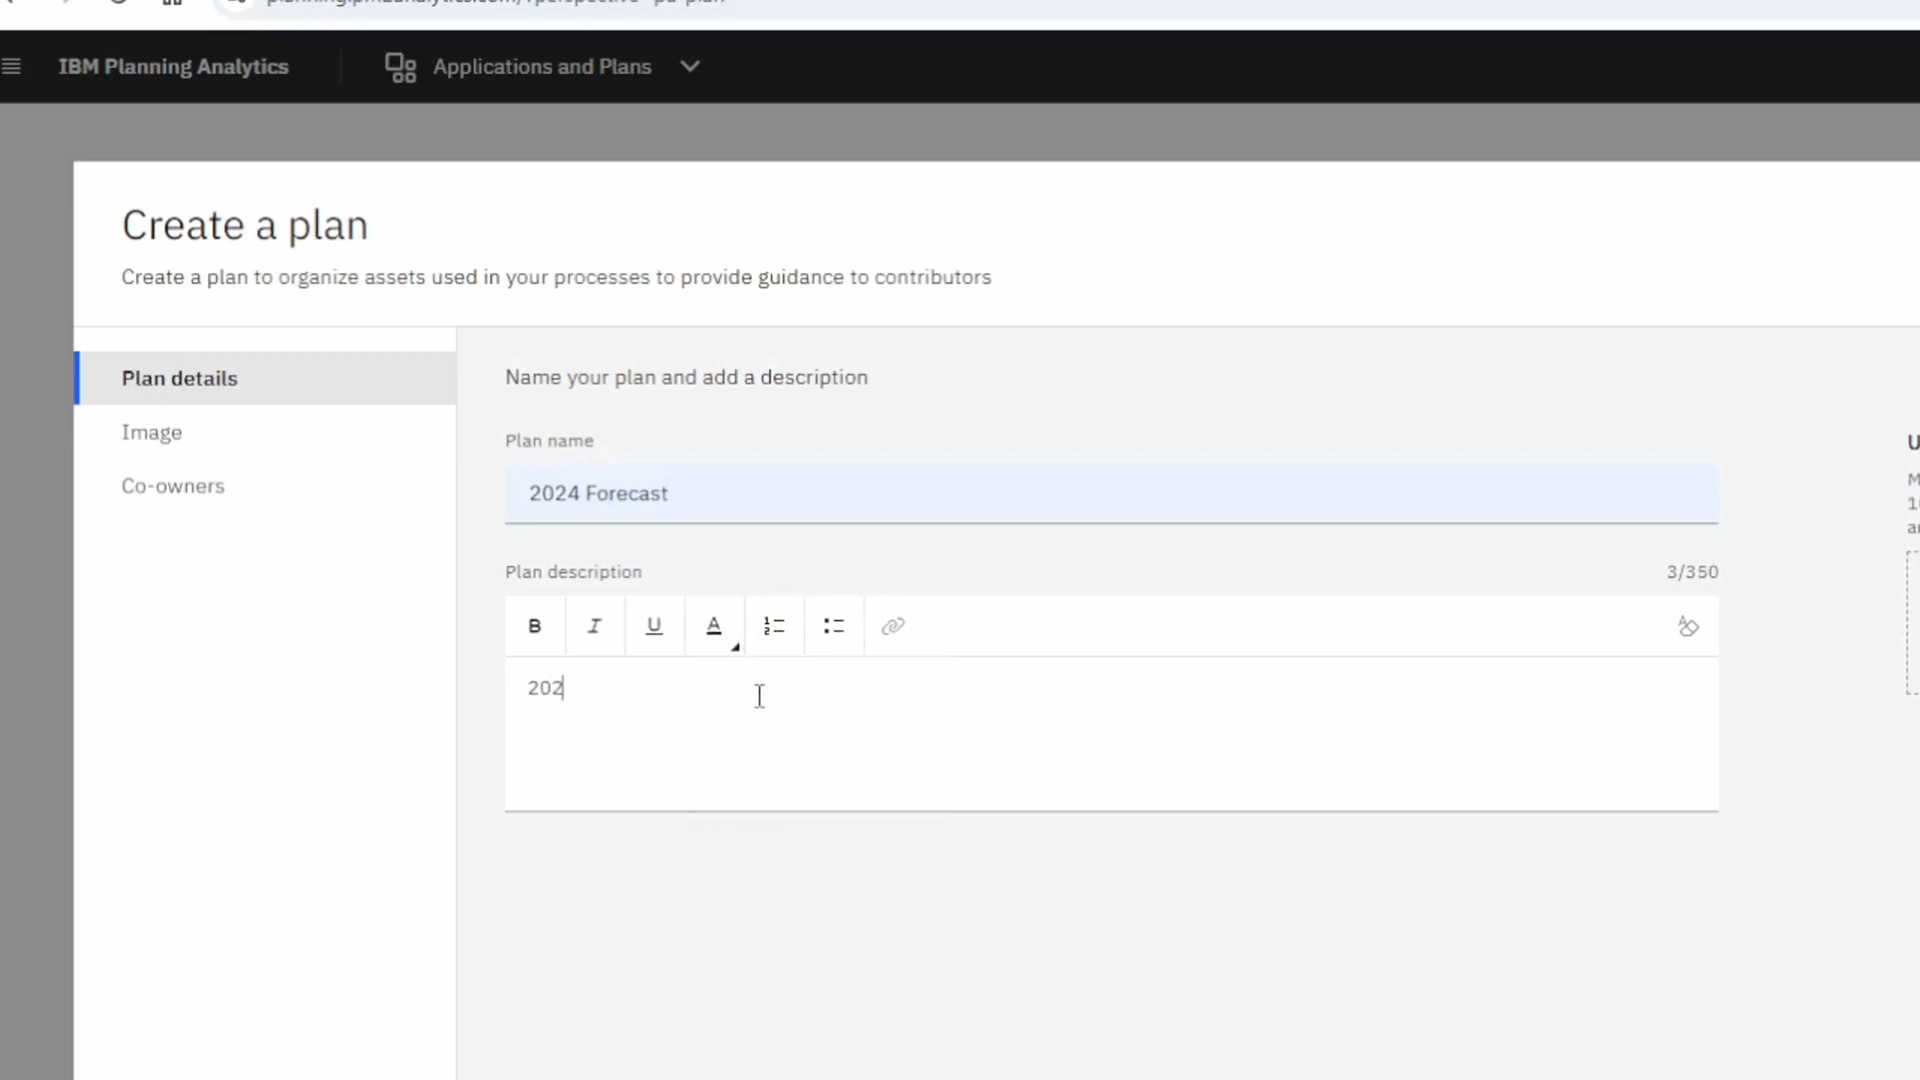 IBM Planning Analytics
Applications and Plans
Create a plan
Create a plan to organize assets used in your processes to provide guidance to contributors
Plan details
Image
Co-owners
Name your plan and add a description
Plan name
2024 Forecast
Plan description
3/350
B I U A
202